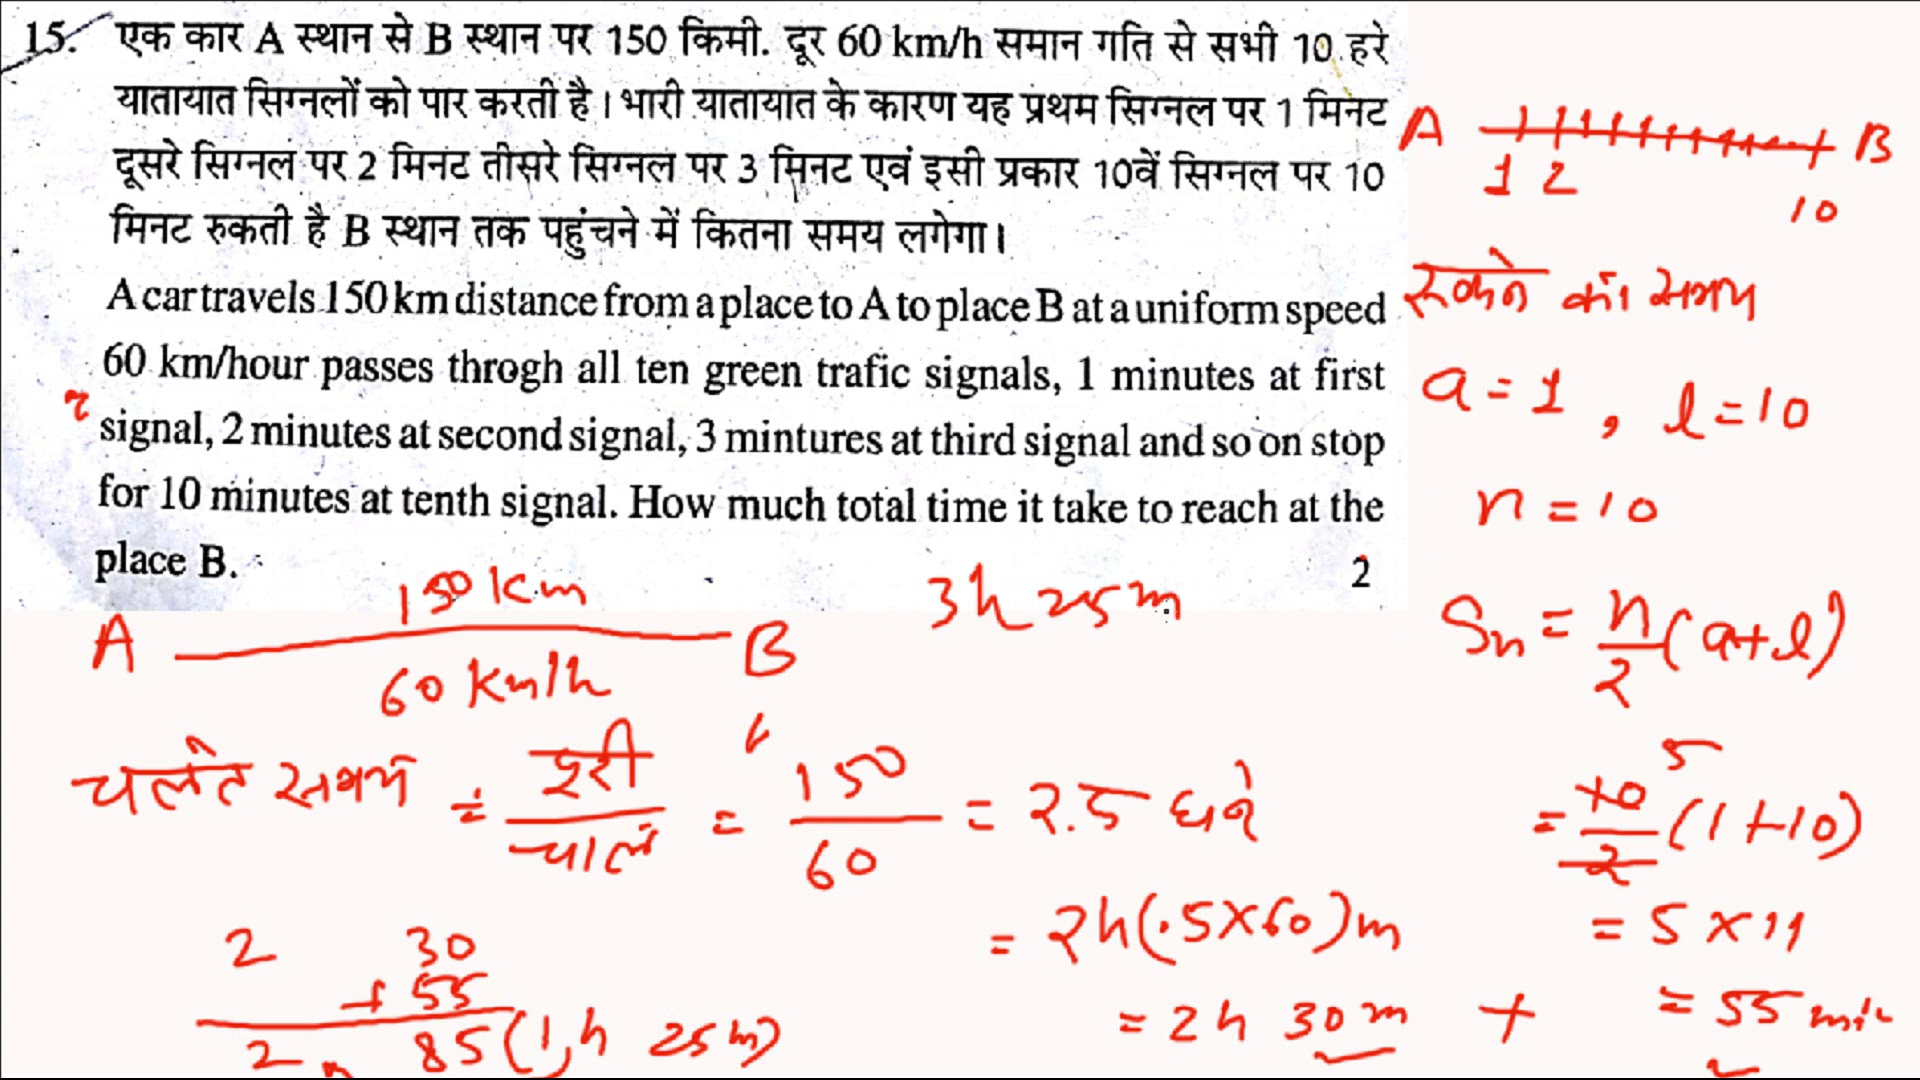 15. एक कार A स्थान से B स्थान पर 150 किमी. दूर 60 km/h समान गति से सभी 10 हरे
यातायात सिग्नलों को पार करती है। भारी यातायात के कारण यह प्रथम सिग्नल पर 1 मिनट
दूसरे सिग्नल पर 2 मिनट तीसरे सिग्नल पर 3 मिनट एवं इसी प्रकार 10वें सिग्नल पर 10
मिनट रुकती है B स्थान तक पहुंचने में कितना समय लगेगा।
A car travels 150 km distance from a place to A to place B at a uniform speed
60 km/hour passes throgh all ten green trafic signals, 1 minutes at first
signal, 2 minutes at second signal, 3 mintures at third signal and so on stop
for 10 minutes at tenth signal. How much total time it take to reach at the
place B.
2
A B
1 2
10
रुकने का समय
a = 1 , l = 10
n = 10
Sn = n/2 (a+l)
= 10/2 5 (1+10)
= 5 × 11
= 55 min
150 km
A B
60 km/h
3h 25m
चलते समय = दूरी/चाल = 150/60 = 2.5 घंटे
= 2h (.5×60)m
= 2h 30m +
2 30
+ 55
2 85 (1h 25m)